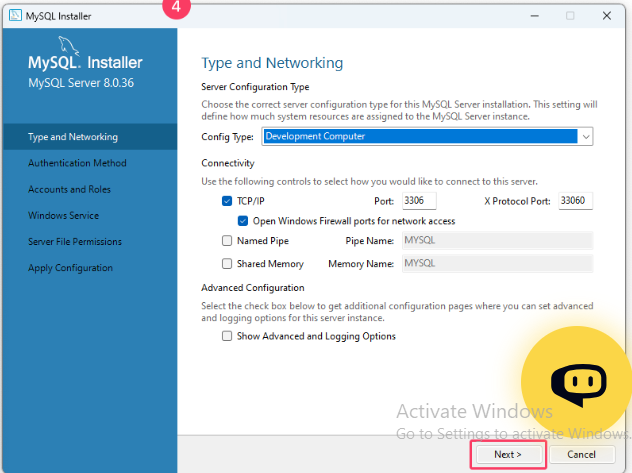 MySQL Installer
4
MySQL. Installer
MySQL Server 8.0.36
Type and Networking
Authentication Method
Accounts and Roles
Windows Service
Server File Permissions
Apply Configuration
Type and Networking
Server Configuration Type
Choose the correct server configuration type for this MySQL Server installation. This setting will
define how much system resources are assigned to the MySQL Server instance.
Config Type: Development Computer
Connectivity
Use the following controls to select how you would like to connect to this server.
TCP/IP Port: 3306 X Protocol Port: 33060
Open Windows Firewall ports for network access
Named Pipe Pipe Name: MYSQL
Shared Memory Memory Name: MYSQL
Advanced Configuration
Select the check box below to get additional configuration pages where you can set advanced
and logging options for this server instance.
Show Advanced and Logging Options
Activate Windows
Go to Settings to activate Windows.
Next > Cancel